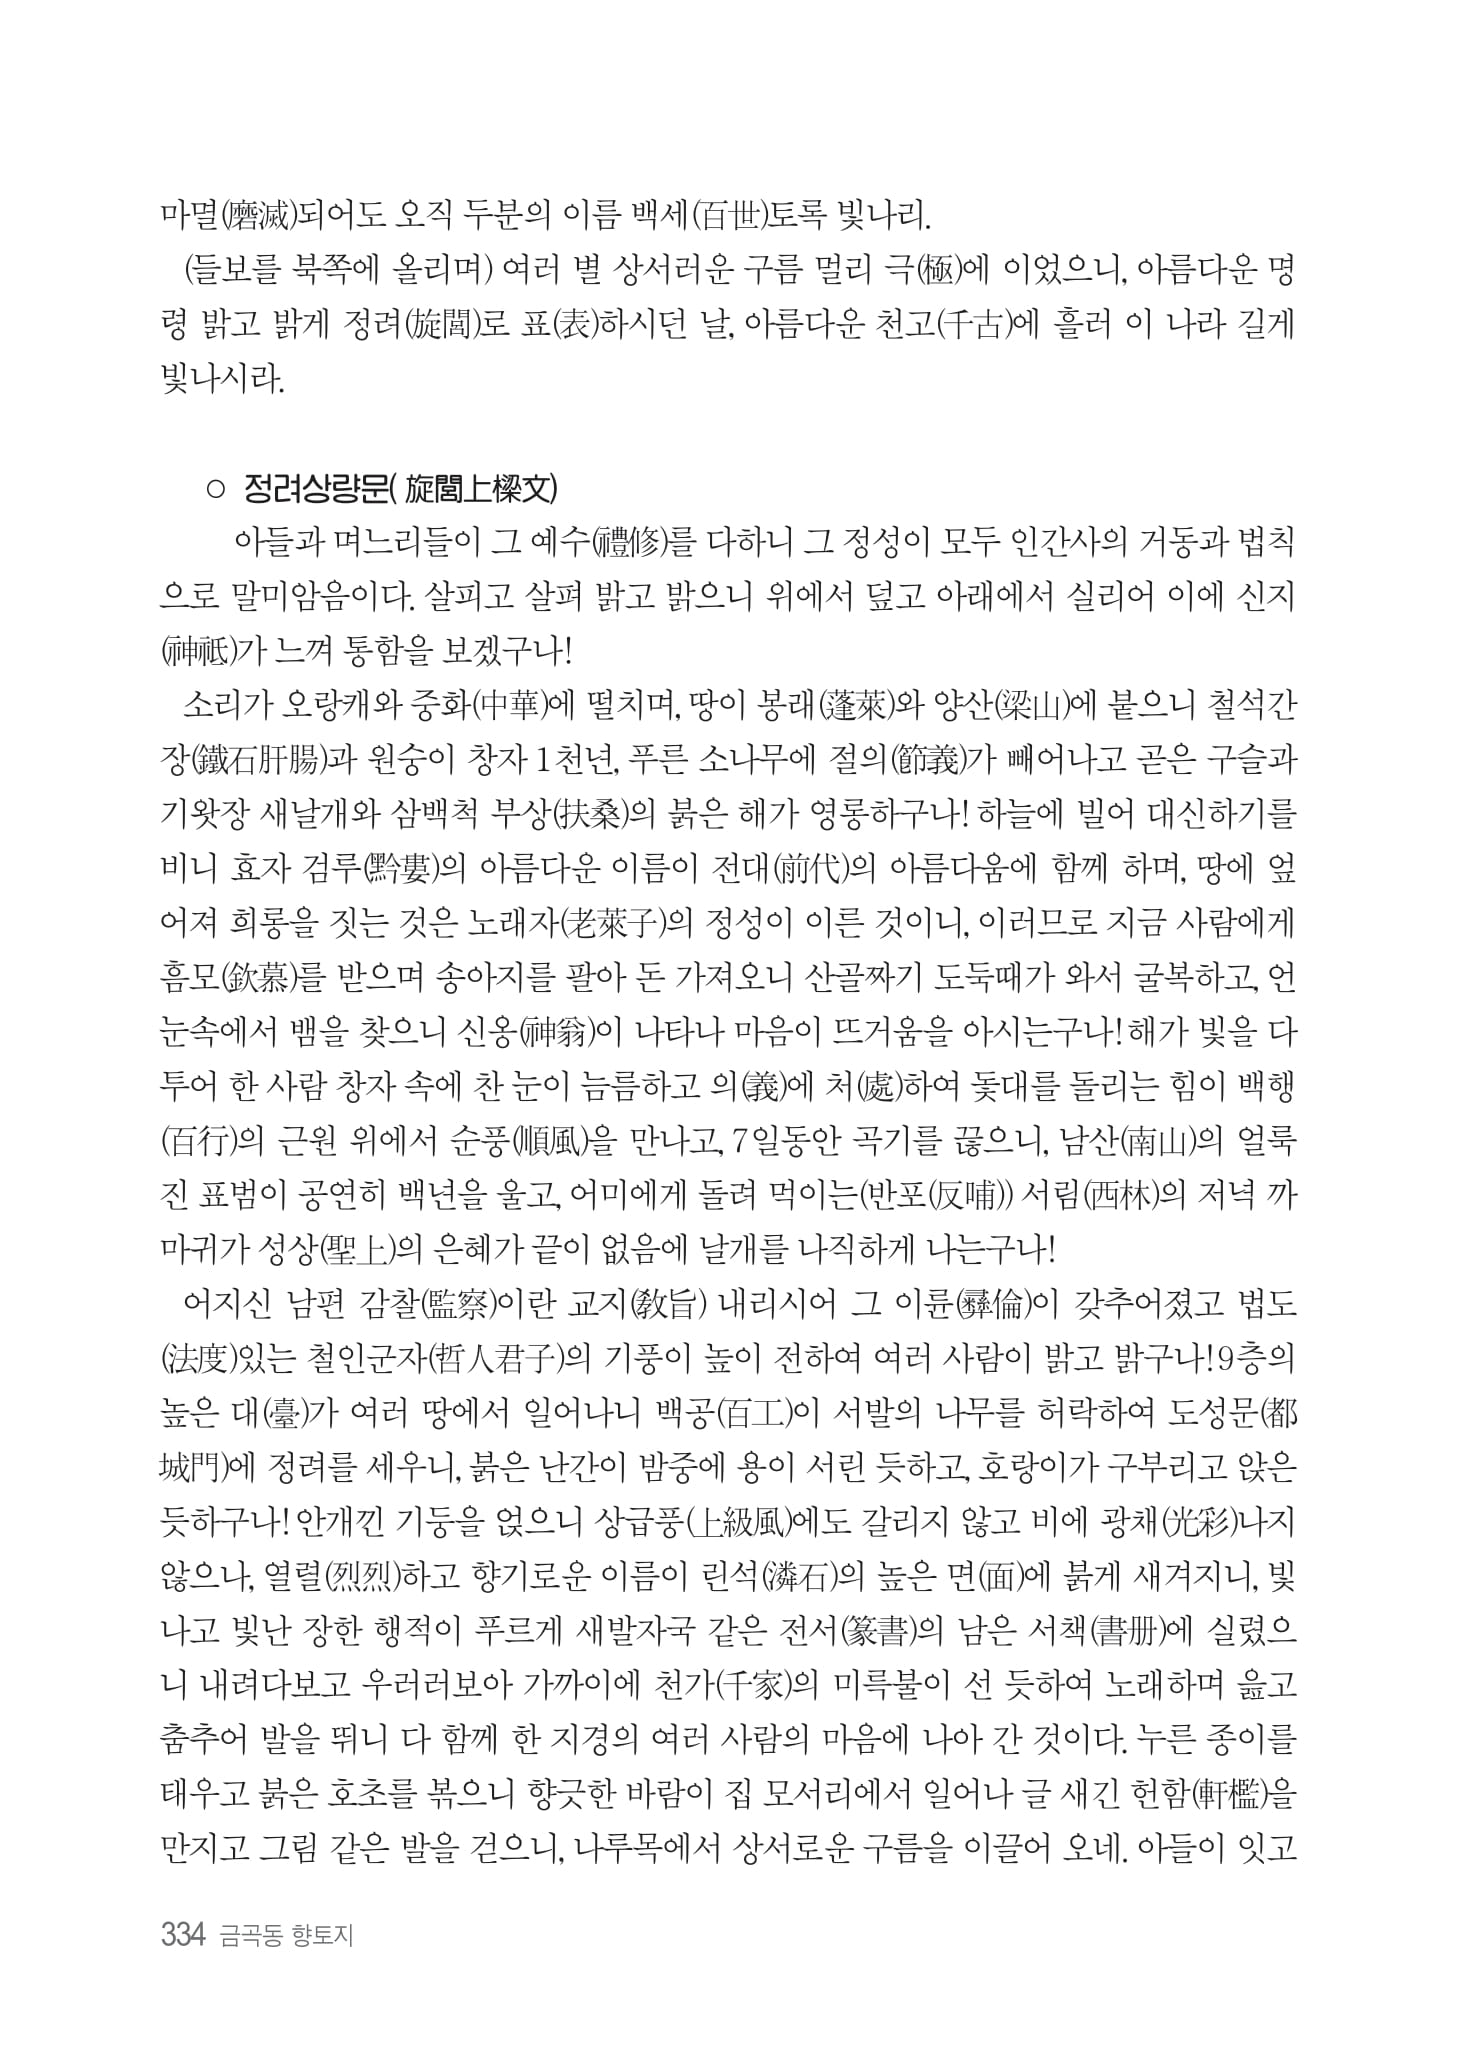 마멸(磨滅)되어도 오직 두분의 이름 백세(百世)토록 빛나리.
(들보를 북쪽에 올리며) 여러 별 상서러운 구름 멀리 극(極)에 이었으니, 아름다운 명
령 밝고 밝게 정려(旋閭)로 표(表)하시던 날, 아름다운 천고(千古)에 흘러 이 나라 길게
빛나시라.
○ 정려상량문( 旋閭上樑文)
아들과 며느리들이 그 예수(禮修)를 다하니 그 정성이 모두 인간사의 거동과 법칙
으로 말미암음이다. 살피고 살펴 밝고 밝으니 위에서 덮고 아래에서 실리어 이에 신지
(神祇)가 느껴 통함을 보겠구나!
소리가 오랑캐와 중화(中華)에 떨치며, 땅이 봉래(蓬萊)와 양산(梁山)에 붙으니 철석간
장(鐵石肝腸)과 원숭이 창자 1천년, 푸른 소나무에 절의(節義)가 빼어나고 곧은 구슬과
기왓장 새날개와 삼백척 부상(扶桑)의 붉은 해가 영롱하구나! 하늘에 빌어 대신하기를
비니 효자 검루(黔婁)의 아름다운 이름이 전대(前代)의 아름다움에 함께 하며, 땅에 엎
어져 희롱을 짓는 것은 노래자(老萊子)의 정성이 이른 것이니, 이러므로 지금 사람에게
흠모(欽慕)를 받으며 송아지를 팔아 돈 가져오니 산골짜기 도둑때가 와서 굴복하고, 언
눈속에서 뱀을 찾으니 신옹(神翁)이 나타나 마음이 뜨거움을 아시는구나! 해가 빛을 다
투어 한 사람 창자 속에 찬 눈이 늠름하고 의(義)에 처(處)하여 돛대를 돌리는 힘이 백행
(百行)의 근원 위에서 순풍(順風)을 만나고, 7일동안 곡기를 끊으니, 남산(南山)의 얼룩
진 표범이 공연히 백년을 울고, 어미에게 돌려 먹이는(반포(反哺)) 서림(西林)의 저녁 까
마귀가 성상(聖上)의 은혜가 끝이 없음에 날개를 나직하게 나는구나!
어지신 남편 감찰(監察)이란 교지(敎旨) 내리시어 그 이륜(彝倫)이 갖추어졌고 법도
(法度)있는 철인군자(哲人君子)의 기풍이 높이 전하여 여러 사람이 밝고 밝구나! 9층의
높은 대(臺)가 여러 땅에서 일어나니 백공(百工)이 서발의 나무를 허락하여 도성문(都
城門)에 정려를 세우니, 붉은 난간이 밤중에 용이 서린 듯하고, 호랑이가 구부리고 앉은
듯하구나! 안개낀 기둥을 얹으니 상급풍(上級風)에도 갈리지 않고 비에 광채(光彩)나지
않으나, 열렬(烈烈)하고 향기로운 이름이 린석(潾石)의 높은 면(面)에 붉게 새겨지니, 빛
나고 빛난 장한 행적이 푸르게 새발자국 같은 전서(篆書)의 남은 서책(書册)에 실렸으
니 내려다보고 우러러보아 가까이에 천가(千家)의 미륵불이 선 듯하여 노래하며 읊고
춤추어 발을 뛰니 다 함께 한 지경의 여러 사람의 마음에 나아 간 것이다. 누른 종이를
태우고 붉은 호초를 볶으니 향긋한 바람이 집 모서리에서 일어나 글 새긴 헌함(軒檻)을
만지고 그림 같은 발을 걷으니, 나루목에서 상서로운 구름을 이끌어 오네. 아들이 잇고
334 금곡동 향토지